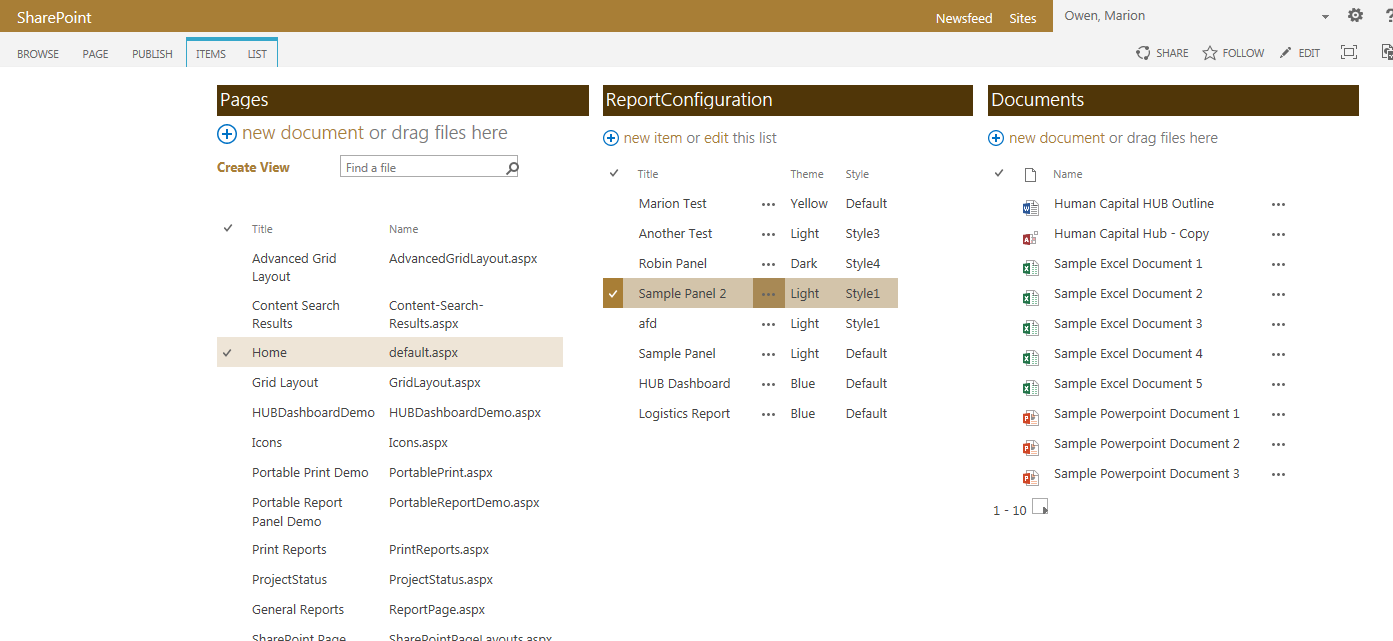 SharePoint
Newsfeed Sites
Owen, Marion
?
BROWSE PAGE PUBLISH ITEMS LIST
SHARE FOLLOW EDIT
Pages
new document or drag files here
Create View Find a file
Title Name
Advanced Grid AdvancedGridLayout.aspx
Layout
Content Search Content-Search-
Results Results.aspx
Home default.aspx
Grid Layout GridLayout.aspx
HUBDashboardDemo HUBDashboardDemo.aspx
Icons Icons.aspx
Portable Print Demo PortablePrint.aspx
Portable Report PortableReportDemo.aspx
Panel Demo
Print Reports PrintReports.aspx
ProjectStatus ProjectStatus.aspx
General Reports ReportPage.aspx
SharePoint Page SharePointPageLayouts.aspx
ReportConfiguration
new item or edit this list
Title Theme Style
Marion Test ... Yellow Default
Another Test ... Light Style3
Robin Panel ... Dark Style4
Sample Panel 2 ... Light Style1
afd ... Light Style1
Sample Panel ... Light Default
HUB Dashboard ... Blue Default
Logistics Report ... Blue Default
Documents
new document or drag files here
Name
Human Capital HUB Outline ...
Human Capital Hub - Copy ...
Sample Excel Document 1 ...
Sample Excel Document 2 ...
Sample Excel Document 3 ...
Sample Excel Document 4 ...
Sample Excel Document 5 ...
Sample Powerpoint Document 1 ...
Sample Powerpoint Document 2 ...
Sample Powerpoint Document 3 ...
1 - 10